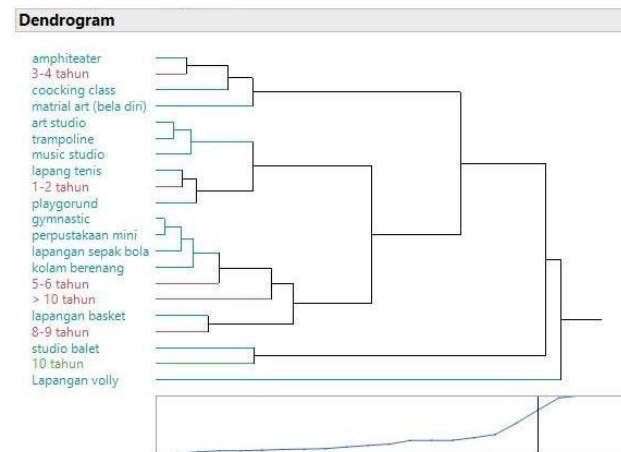 Dendrogram
amphiteater
3-4 tahun
coocking class
matrial art (bela diri)
art studio
trampoline
music studio
lapang tenis
1-2 tahun
playgorund
gymnastic
perpustakaan mini
lapangan sepak bola
kolam berenang
5-6 tahun
> 10 tahun
lapangan basket
8-9 tahun
studio balet
10 tahun
Lapangan volly